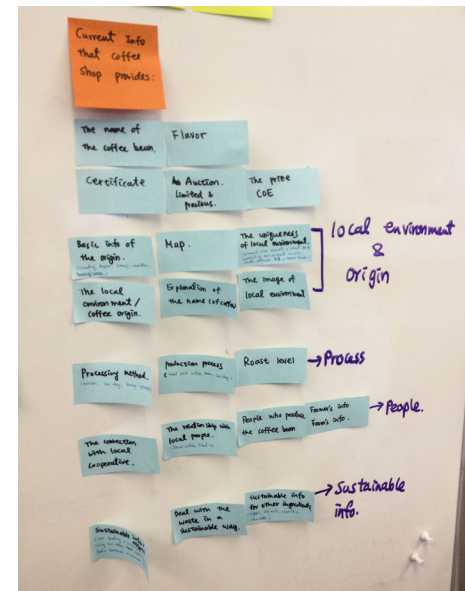 Current Info
that coffee
shop provides:
The name of
the coffee bean.
Flavor
Certificate
As Auction.
Limited &
precious.
The prize
COE
Basic info of
the origin.
Map.
The uniqueness
of local environment.
local environment
&
origin
The local
environment /
coffee origin.
Explanation of
the name of coffee
The image of
local environment
Processing method.
Production process
Roast level
→ Process
The connection
with local
cooperative.
The relationship with
local people.
People who produce
the coffee bean
Farmer's info
Farm's info.
→ People.
Sustainable info
Deal with the
waste in a
sustainable way.
Sustainable info
for other ingredients
→ Sustainable
info.